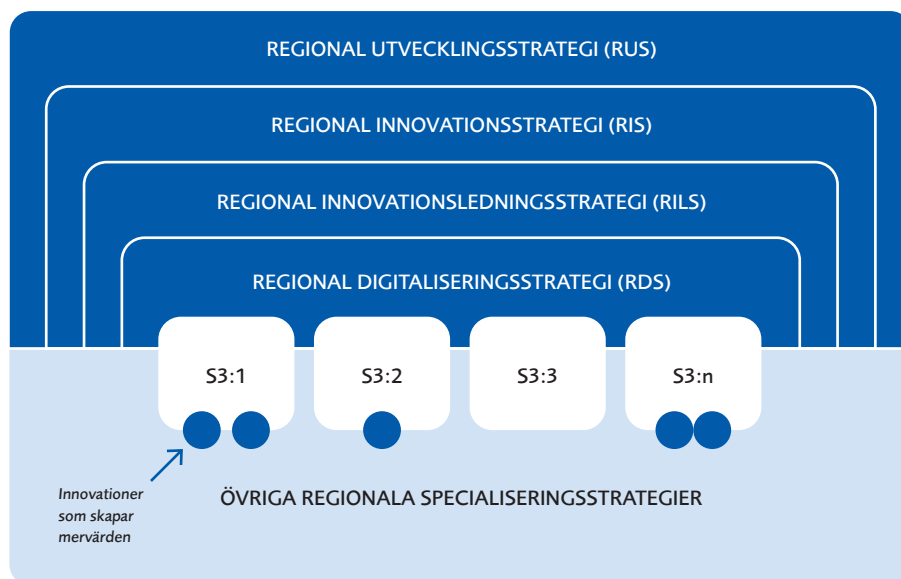 REGIONAL UTVECKLINGSSTRATEGI (RUS)
REGIONAL INNOVATIONSSTRATEGI (RIS)
REGIONAL INNOVATIONSLEDNINGSSTRATEGI (RILS)
REGIONAL DIGITALISERINGSSTRATEGI (RDS)
S3:1
S3:2
S3:3
S3:n
Innovationer
som skapar
mervärden
ÖVRIGA REGIONALA SPECIALISERINGSSTRATEGIER